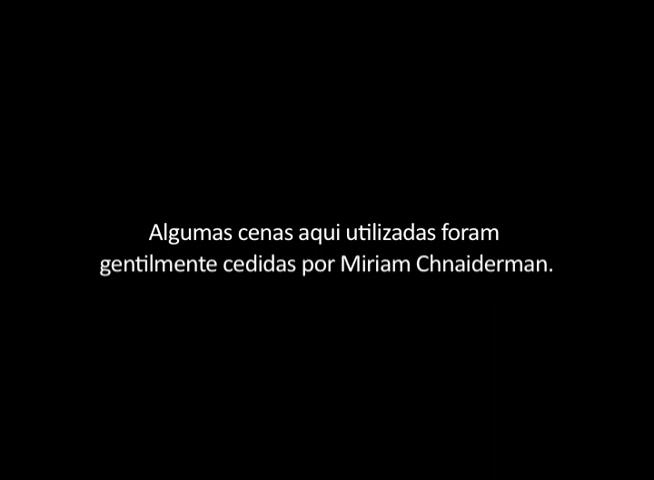 Algumas cenas aqui utilizadas foram
gentilmente cedidas por Miriam Chnaiderman.